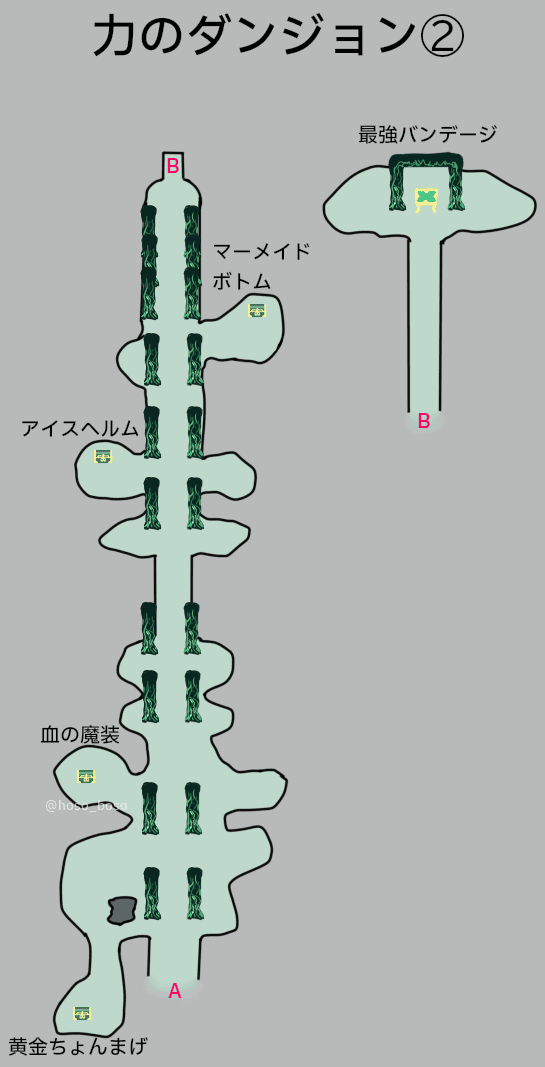 力のダンジョン②
最強バンデージ
B
マーメイド
ボトム
アイスヘルム
B
血の魔装
@hoso_boso
A
黄金ちょんまげ